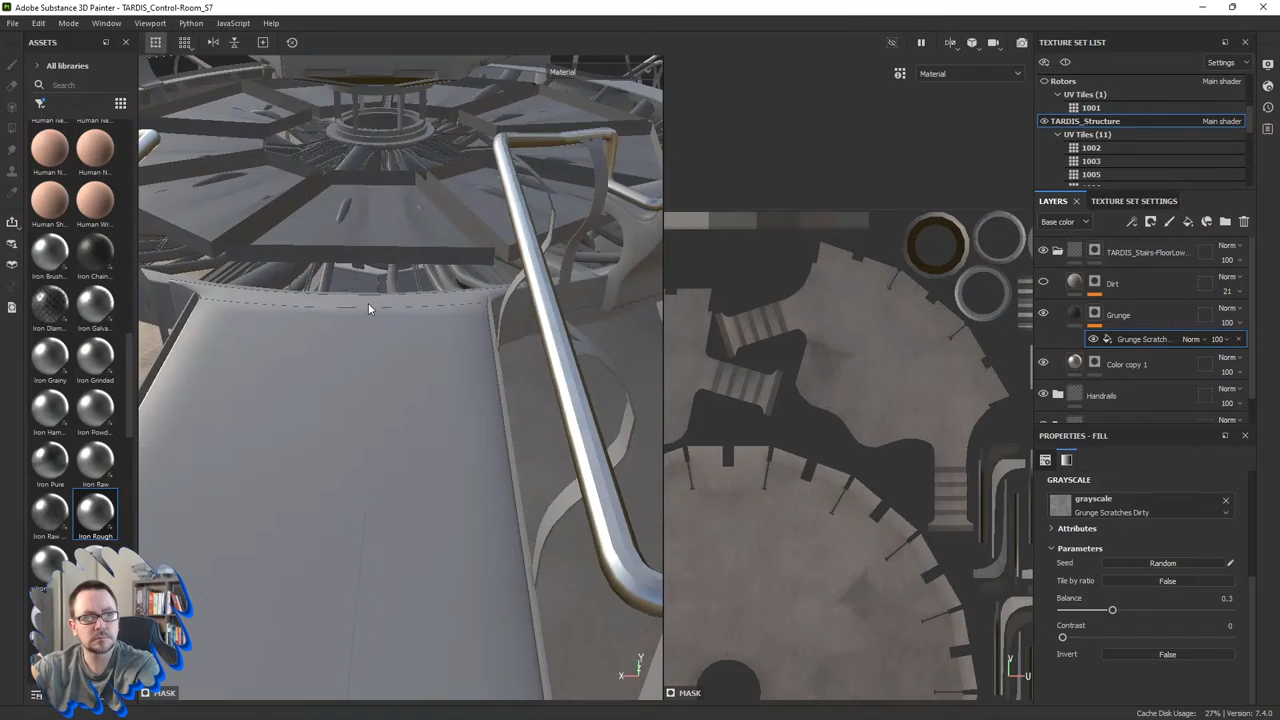 Adobe Substance 3D Painter - TARDIS_Control-Room_S7
File Edit Mode Window Viewport Python JavaScript Help
ASSETS
All libraries
Search
Human Ne... Human Ne...
Human N... Human N...
Human Sh... Human Wr...
Iron Brush... Iron Chain...
Iron Diam... Iron Galva...
Iron Grainy Iron Grinded
Iron Ham... Iron Powd...
Iron Pure Iron Raw
Iron Raw ... Iron Rough
Material
Y
X
MASK
Material
V
U
MASK
TEXTURE SET LIST
Settings
Rotors Main shader
UV Tiles (1)
1001
TARDIS_Structure Main shader
UV Tiles (11)
1002
1003
1005
LAYERS TEXTURE SET SETTINGS
Base color
TARDIS_Stairs-FloorLow... Norm 100
Dirt Norm 21
Grunge Norm 100
Grunge Scratch... Norm 100
Color copy 1 Norm 100
Handrails Norm 100
Norm
PROPERTIES - FILL
GRAYSCALE
grayscale
Grunge Scratches Dirty
Attributes
Parameters
Seed Random
Tile by ratio False
Balance 0.3
Contrast 0
Invert False
Cache Disk Usage: 27% | Version: 7.4.0